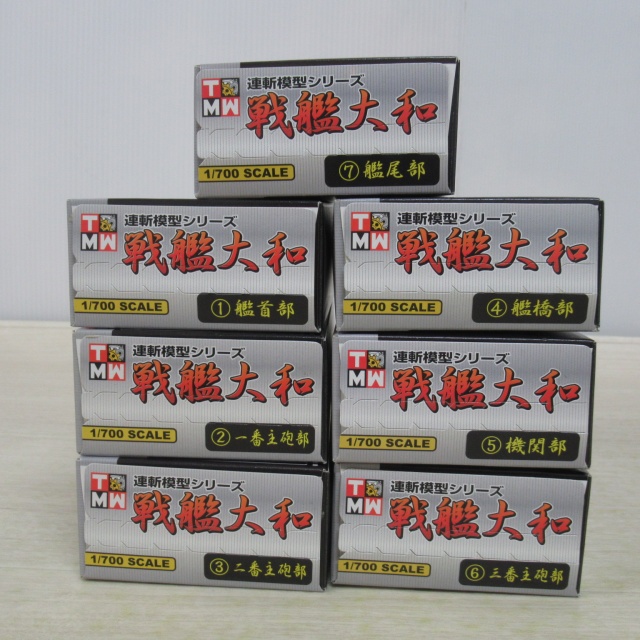 T&
MW
連斬模型シリーズ
戦艦大和
1/700 SCALE
⑦艦尾部
T&
MW
連斬模型シリーズ
戦艦大和
1/700 SCALE
①艦首部
T&
MW
連斬模型シリーズ
戦艦大和
1/700 SCALE
④艦橋部
T&
MW
連斬模型シリーズ
戦艦大和
1/700 SCALE
②一番主砲部
T&
MW
連斬模型シリーズ
戦艦大和
1/700 SCALE
⑤機関部
T&
MW
連斬模型シリーズ
戦艦大和
1/700 SCALE
③二番主砲部
T&
MW
連斬模型シリーズ
戦艦大和
1/700 SCALE
⑥三番主砲部